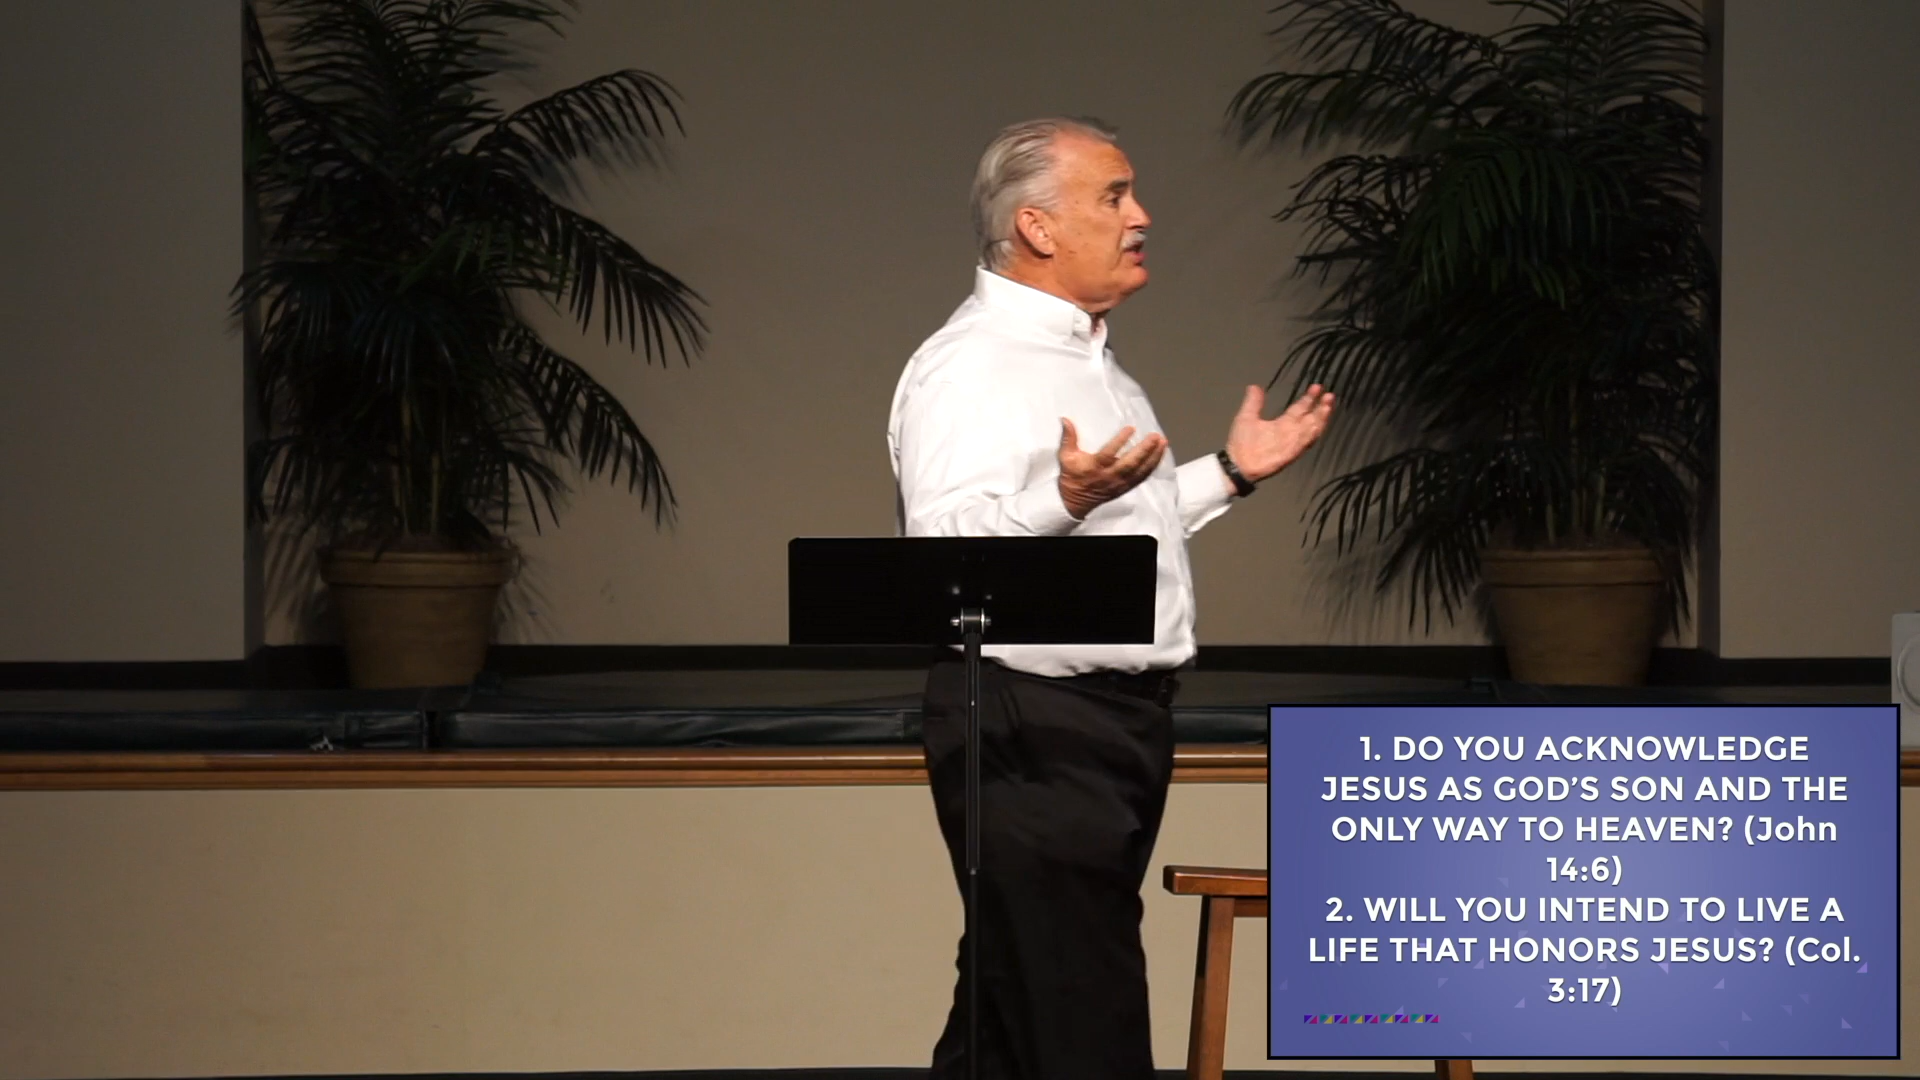 1. DO YOU ACKNOWLEDGE
JESUS AS GOD’S SON AND THE
ONLY WAY TO HEAVEN? (John
14:6)
2. WILL YOU INTEND TO LIVE A
LIFE THAT HONORS JESUS? (Col.
3:17)